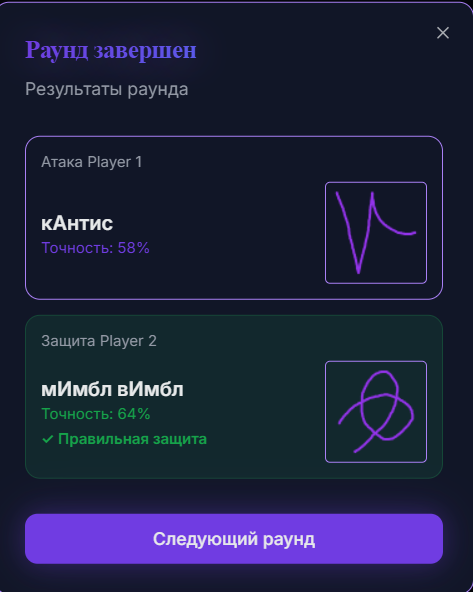 Раунд завершен
Результаты раунда
Атака Player 1
кАнтис
Точность: 58%
Защита Player 2
мИмбл вИмбл
Точность: 64%
✓ Правильная защита
Следующий раунд